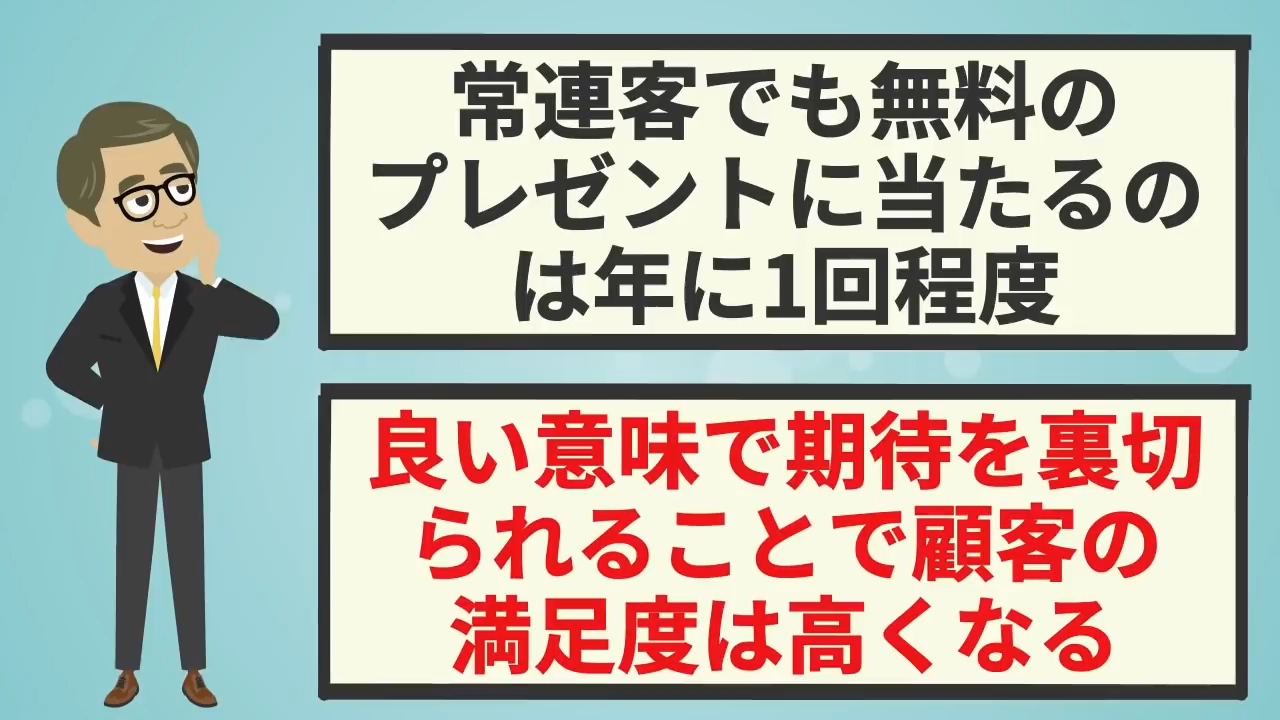 常連客でも無料の
プレゼントに当たるの
は年に1回程度
良い意味で期待を裏切
られることで顧客の
満足度は高くなる